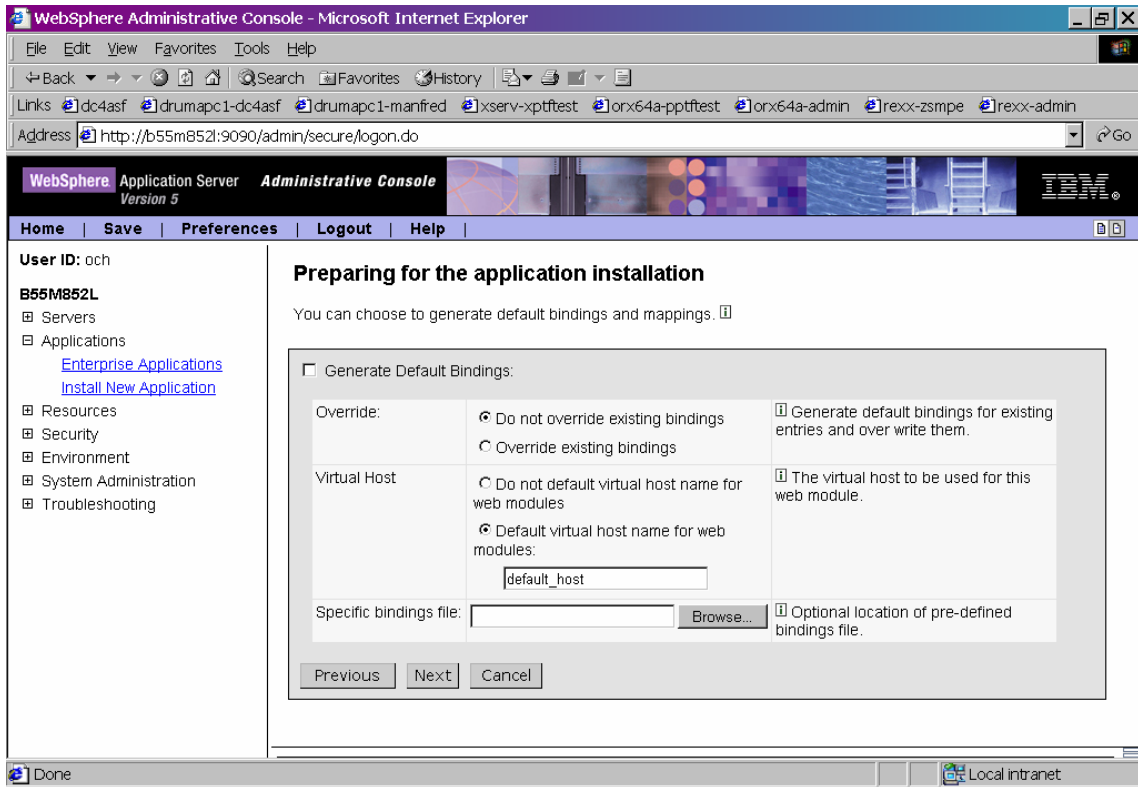 WebSphere Administrative Console - Microsoft Internet Explorer
File Edit View Favorites Tools Help
Back Search Favorites History
Links dc4asf drumapc1-dc4asf drumapc1-manfred xserv-xptftest orx64a-pptftest orx64a-admin rexx-zsmpe rexx-admin
Address http://b55m852l:9090/admin/secure/logon.do Go
WebSphere Application Server Administrative Console
Version 5
IBM®
Home | Save | Preferences | Logout | Help |
User ID: och
B55M852L
Servers
Applications
Enterprise Applications
Install New Application
Resources
Security
Environment
System Administration
Troubleshooting
Preparing for the application installation
You can choose to generate default bindings and mappings. i
Generate Default Bindings:
Override:
Do not override existing bindings
Override existing bindings
i Generate default bindings for existing
entries and over write them.
Virtual Host
Do not default virtual host name for
web modules
Default virtual host name for web
modules:
default_host
i The virtual host to be used for this
web module.
Specific bindings file:
Browse...
i Optional location of pre-defined
bindings file.
Previous Next Cancel
Done
Local intranet